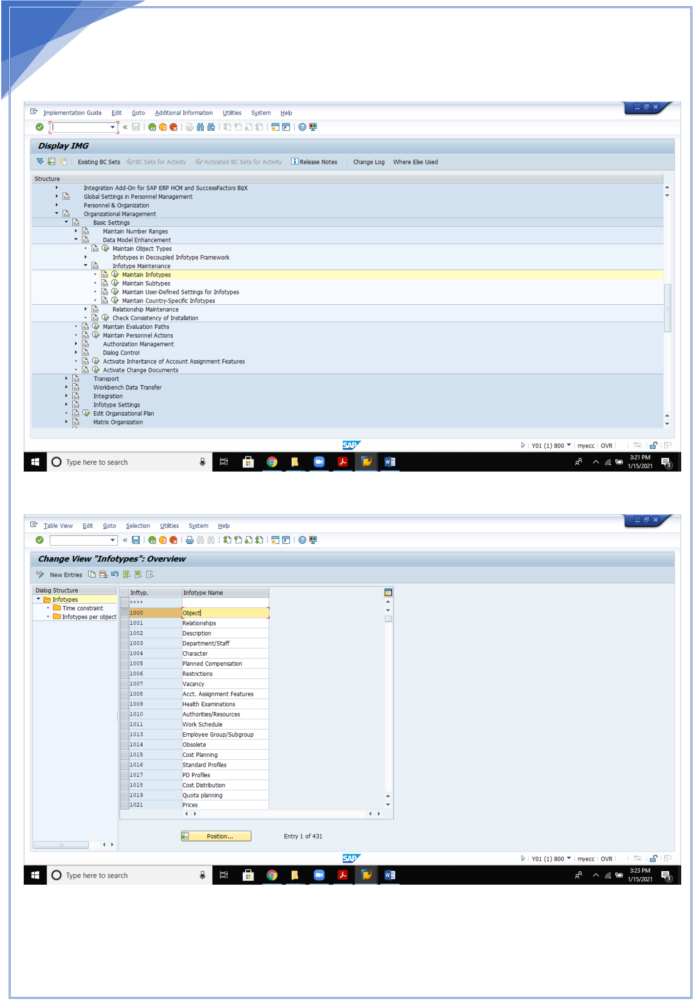 Implementation Guide Edit Goto Additional Information Utilities System Help
Display IMG
Existing BC Sets BC Sets for Activity Activated BC Sets for Activity Release Notes Change Log Where Else Used
Structure
Integration Add-On for SAP ERP HCM and SuccessFactors BizX
Global Settings in Personnel Management
Personnel & Organization
Organizational Management
Basic Settings
Maintain Number Ranges
Data Model Enhancement
Maintain Object Types
Infotypes in Decoupled Infotype Framework
Infotype Maintenance
Maintain Infotypes
Maintain Subtypes
Maintain User-Defined Settings for Infotypes
Maintain Country-Specific Infotypes
Relationship Maintenance
Check Consistency of Installation
Maintain Evaluation Paths
Maintain Personnel Actions
Authorization Management
Dialog Control
Activate Inheritance of Account Assignment Features
Activate Change Documents
Transport
Workbench Data Transfer
Integration
Infotype Settings
Edit Organizational Plan
Matrix Organization
SAP Y01 (1) 800 myecc OVR
Type here to search 3:21 PM
1/15/2021 3
Table View Edit Goto Selection Utilities System Help
Change View "Infotypes": Overview
New Entries
Dialog Structure
Infotypes
Time constraint
Infotypes per object
Inftyp. Infotype Name
****
1000 Object
1001 Relationships
1002 Description
1003 Department/Staff
1004 Character
1005 Planned Compensation
1006 Restrictions
1007 Vacancy
1008 Acct. Assignment Features
1009 Health Examinations
1010 Authorities/Resources
1011 Work Schedule
1013 Employee Group/Subgroup
1014 Obsolete
1015 Cost Planning
1016 Standard Profiles
1017 PD Profiles
1018 Cost Distribution
1019 Quota planning
1021 Prices
Position... Entry 1 of 431
SAP Y01 (1) 800 myecc OVR
Type here to search 3:23 PM
1/15/2021 3